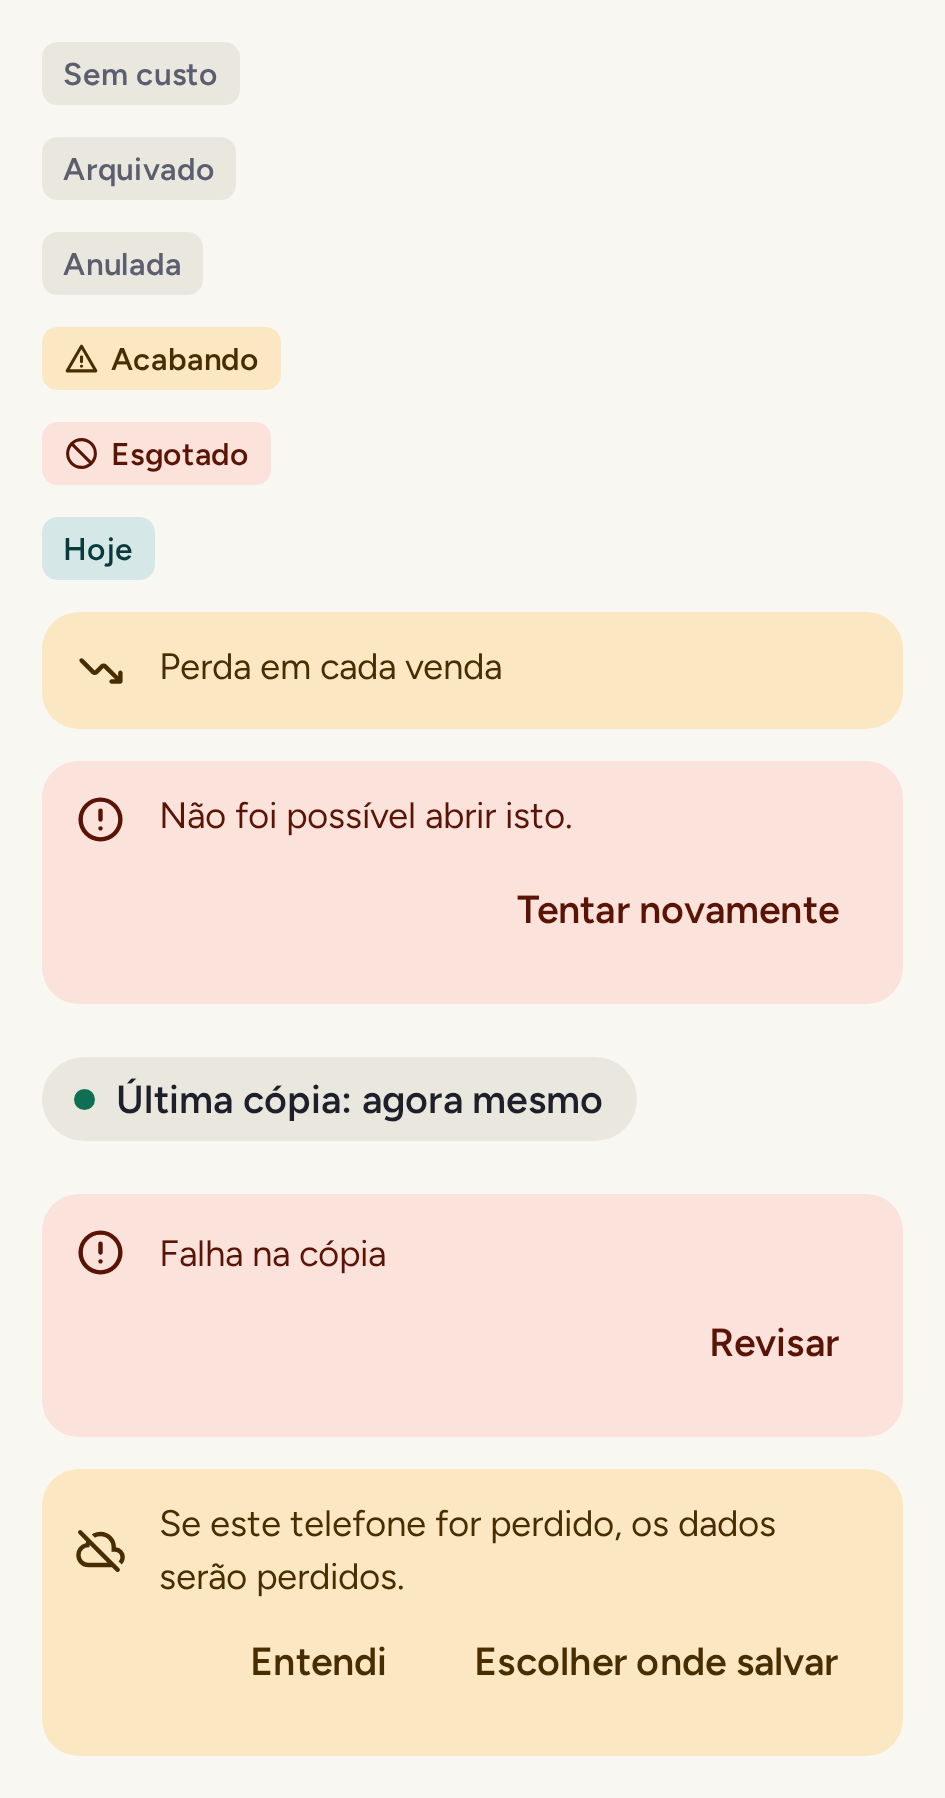 Sem custo
Arquivado
Anulada
Acabando
Esgotado
Hoje
Perda em cada venda
Não foi possível abrir isto.
Tentar novamente
Última cópia: agora mesmo
Falha na cópia
Revisar
Se este telefone for perdido, os dados
serão perdidos.
Entendi Escolher onde salvar